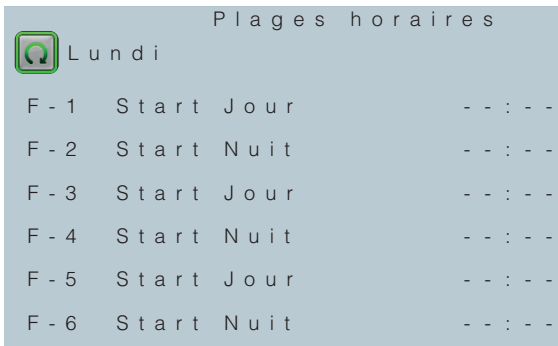 Plages horaires
Lundi
F-1 Start Jour --:--
F-2 Start Nuit --:--
F-3 Start Jour --:--
F-4 Start Nuit --:--
F-5 Start Jour --:--
F-6 Start Nuit --:--